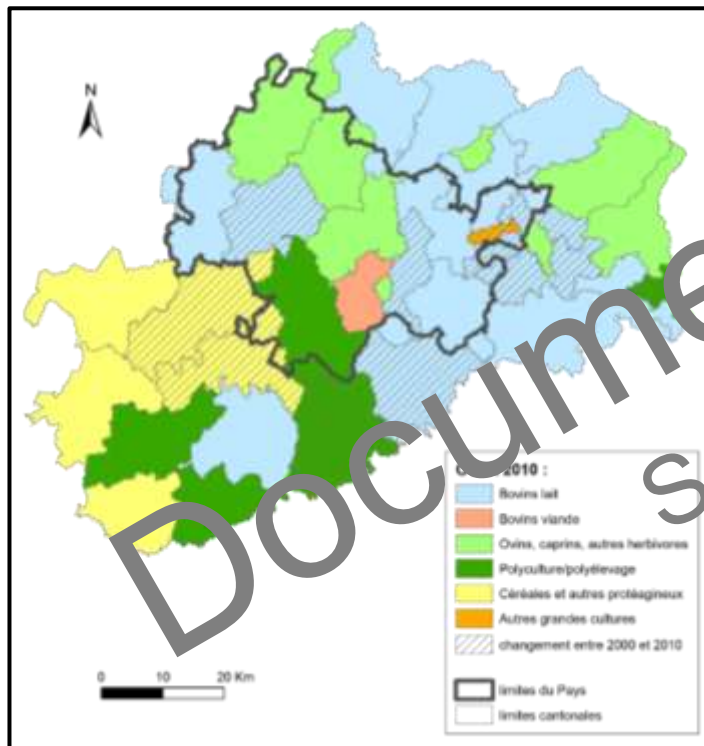 N
Docume
s
2010 :
Bovins lait
Bovins viande
Ovins, caprins, autres herbivores
Polyculture/polyélevage
Céréales et autres protéagineux
Autres grandes cultures
changement entre 2000 et 2010
limites du Pays
limites cantonales
0 10 20 Km